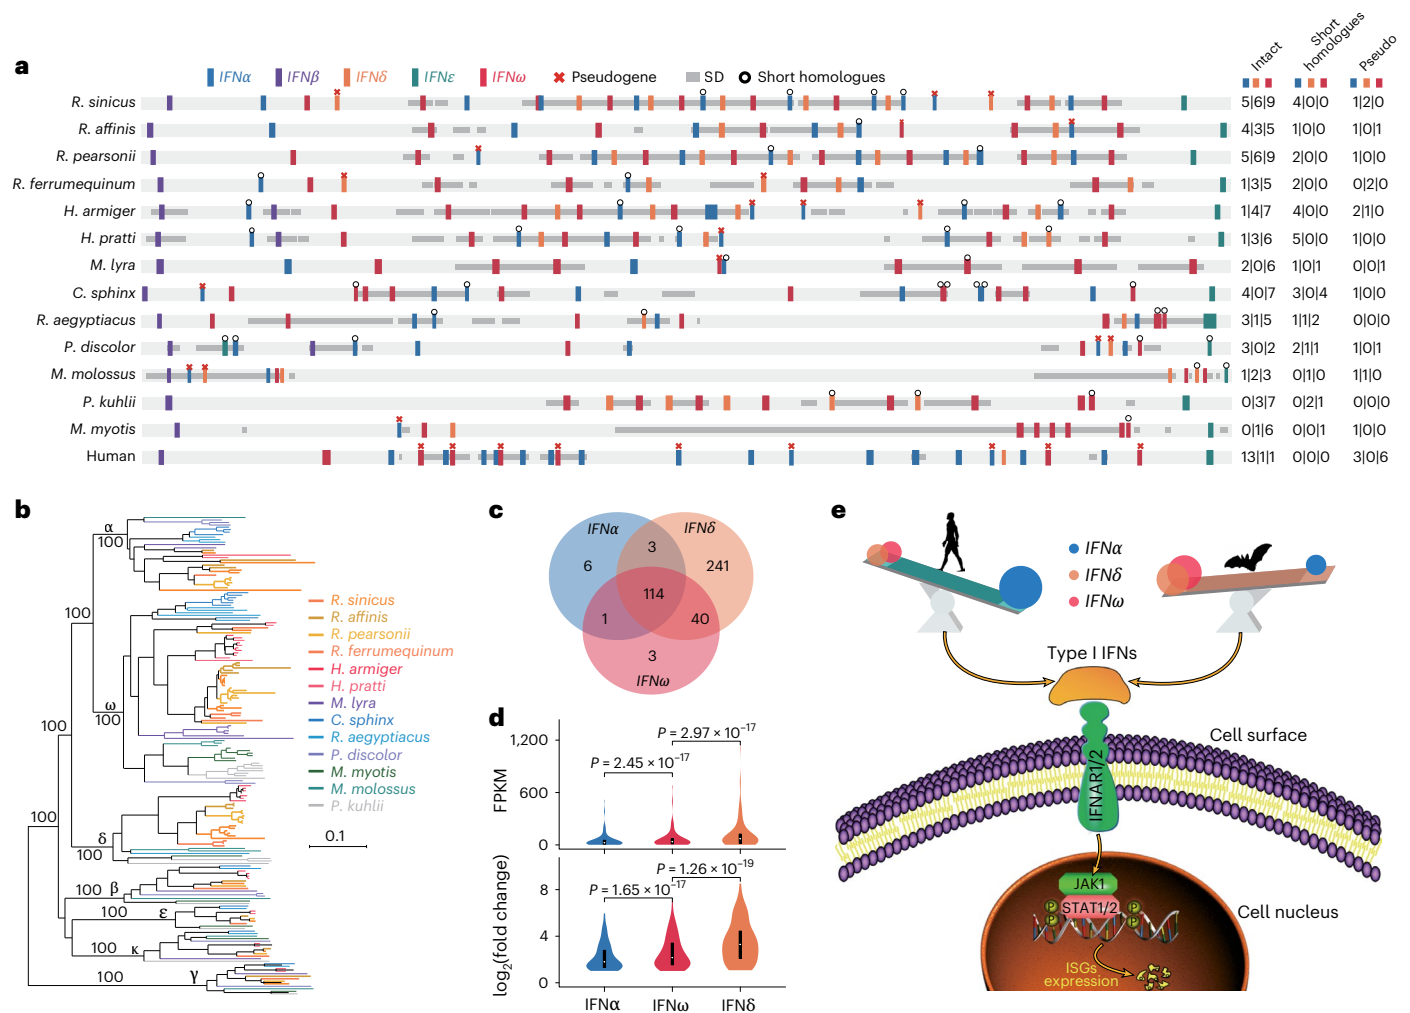 a
IFNα IFNβ IFNδ IFNε IFNω Pseudogene SD Short homologues
Intact Short homologues Pseudo
R. sinicus 5|6|9 4|0|0 1|2|0
R. affinis 4|3|5 1|0|0 1|0|1
R. pearsonii 5|6|9 2|0|0 1|0|0
R. ferrumequinum 1|3|5 2|0|0 0|2|0
H. armiger 1|4|7 4|0|0 2|1|0
H. pratti 1|3|6 5|0|0 1|0|0
M. lyra 2|0|6 1|0|1 0|0|1
C. sphinx 4|0|7 3|0|4 1|0|0
R. aegyptiacus 3|1|5 1|1|2 0|0|0
P. discolor 3|0|2 2|1|1 1|0|1
M. molossus 1|2|3 0|1|0 1|1|0
P. kuhlii 0|3|7 0|2|1 0|0|0
M. myotis 0|1|6 0|0|1 1|0|0
Human 13|1|1 0|0|0 3|0|6
b
α
100
100
ω
100
100
δ
100
100
100 β
100 ε
100 κ
100 γ
R. sinicus
R. affinis
R. pearsonii
R. ferrumequinum
H. armiger
H. pratti
M. lyra
C. sphinx
R. aegyptiacus
P. discolor
M. myotis
M. molossus
P. kuhlii
0.1
c
IFNα IFNδ
3
6 241
114
1 40
3
IFNω
d
P = 2.97 × 10−17
1,200
P = 2.45 × 10−17
FPKM
600
0
P = 1.26 × 10−19
P = 1.65 × 10−17
log2(fold change)
8
4
0
IFNα IFNω IFNδ
e
IFNα
IFNδ
IFNω
Type I IFNs
Cell surface
IFNAR1/2
JAK1
STAT1/2
P
P
P
P
Cell nucleus
ISGs
expression